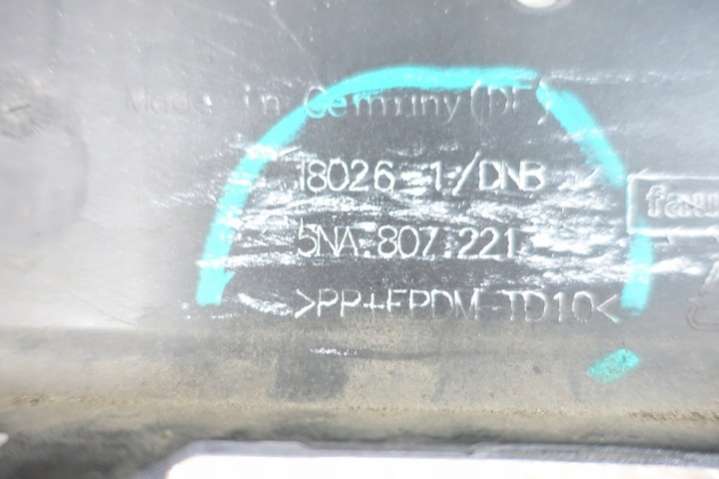 Made in Germany (DE)
18026-1 / DNB
5NA.807.221
>PP+EPDM-TD10<